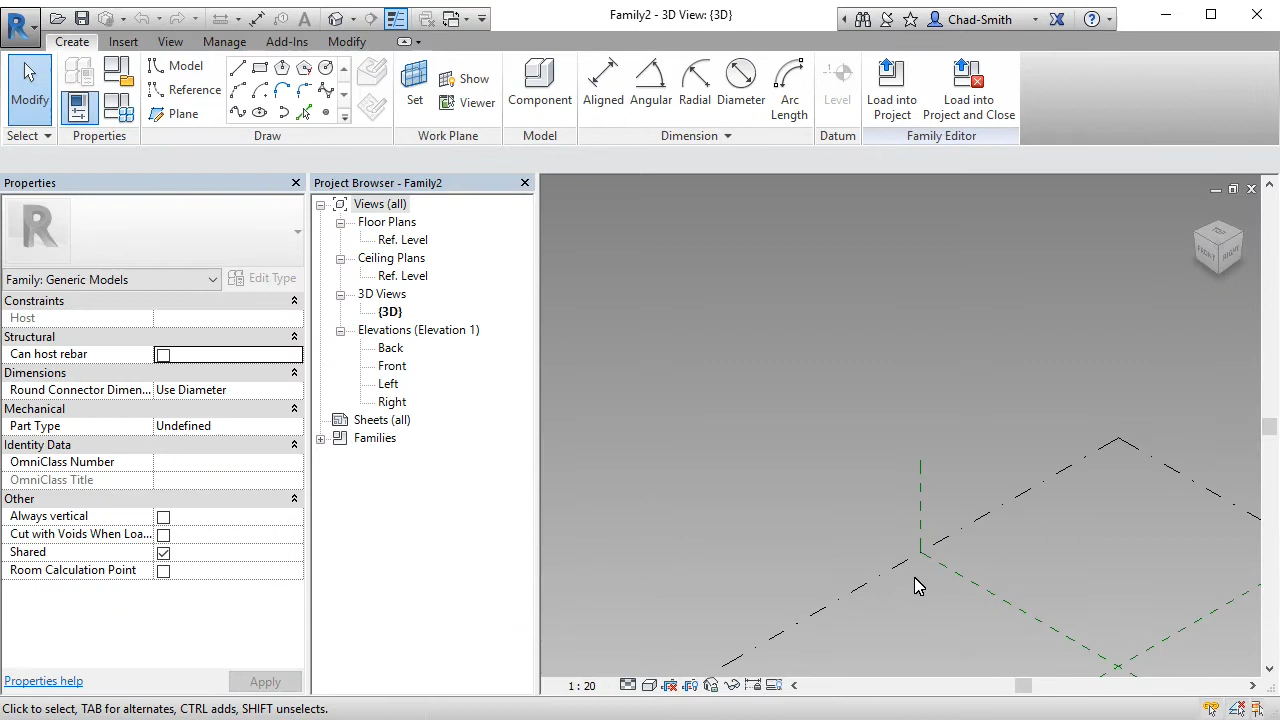 Family2 - 3D View: {3D}
Chad-Smith
Create Insert View Manage Add-Ins Modify
Modify
Select
Properties
Model
Reference
Plane
Draw
Set
Show
Viewer
Work Plane
Component
Model
Aligned Angular Radial Diameter Arc Length
Dimension
Level
Datum
Load into Project
Load into Project and Close
Family Editor
Properties
R
Family: Generic Models
Edit Type
Constraints
Host
Structural
Can host rebar
Dimensions
Round Connector Dimen... Use Diameter
Mechanical
Part Type Undefined
Identity Data
OmniClass Number
OmniClass Title
Other
Always vertical
Cut with Voids When Loa...
Shared
Room Calculation Point
Properties help
Apply
Project Browser - Family2
Views (all)
Floor Plans
Ref. Level
Ceiling Plans
Ref. Level
3D Views
{3D}
Elevations (Elevation 1)
Back
Front
Left
Right
Sheets (all)
Families
TOP
FRONT
RIGHT
1 : 20
Click to select, TAB for alternates, CTRL adds, SHIFT unselects.